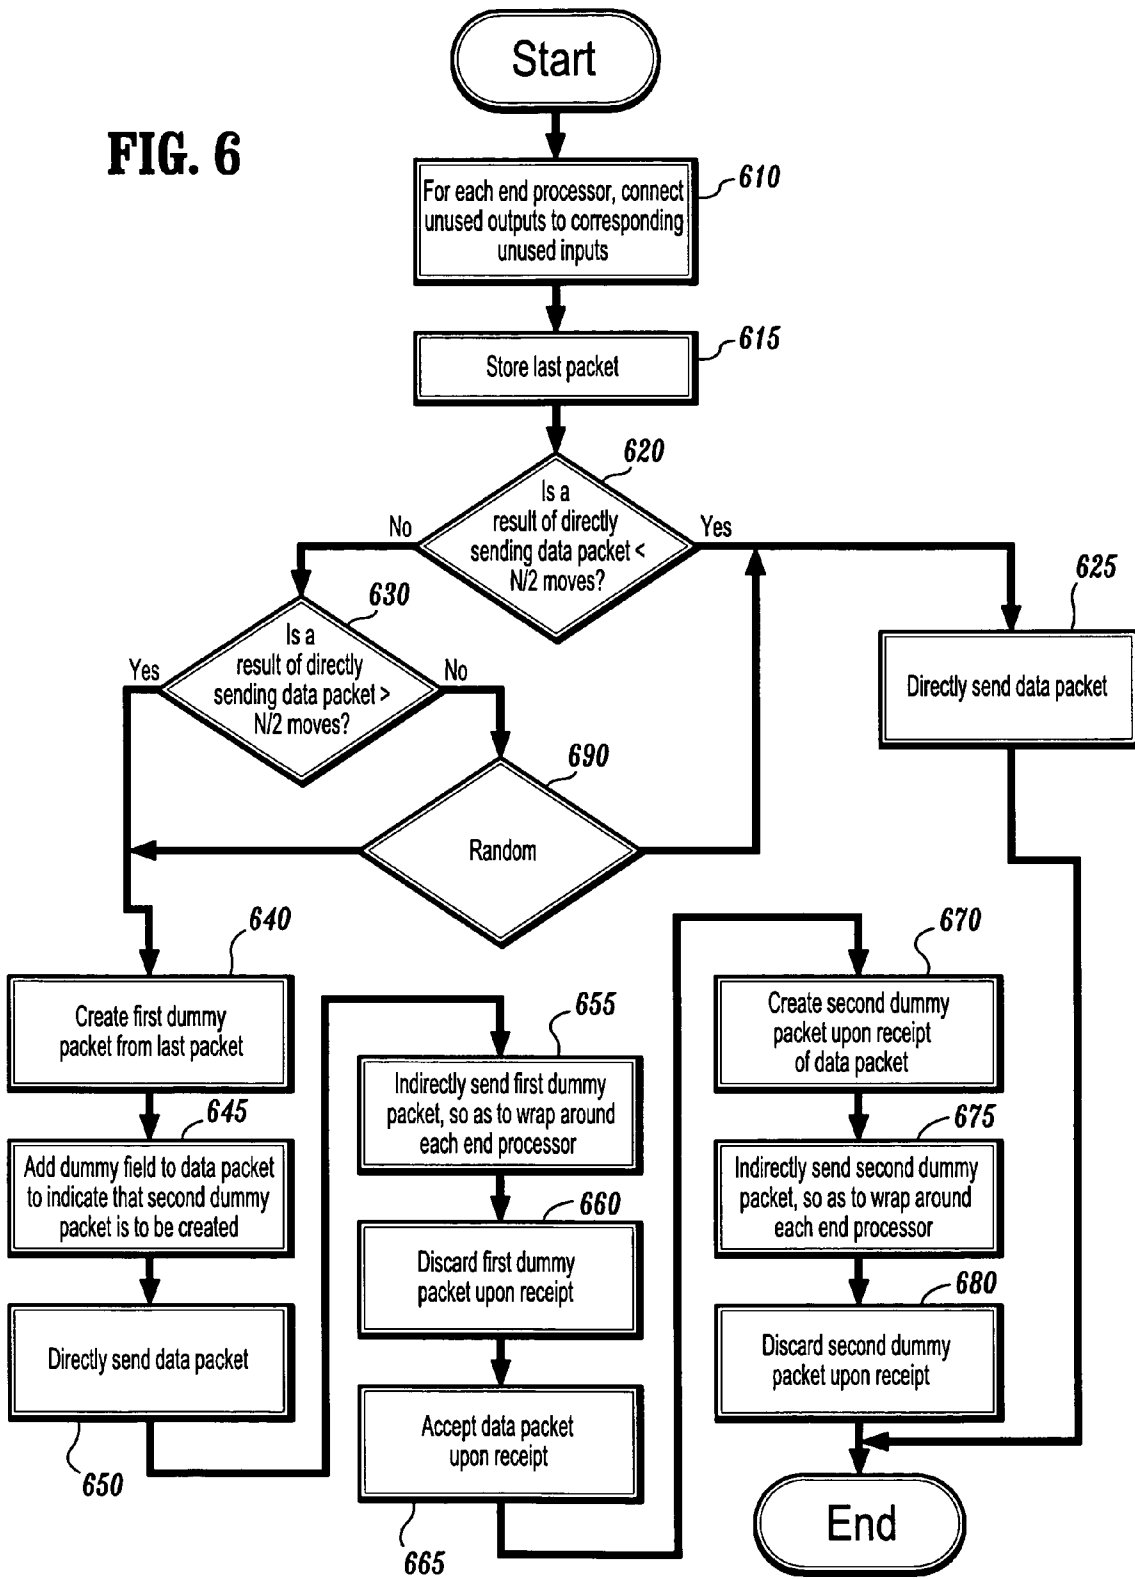 Start
FIG. 6
610
For each end processor, connect
unused outputs to corresponding
unused inputs
615
Store last packet
620
Is a
result of directly
sending data packet <
N/2 moves?
No
Yes
630
Is a
result of directly
sending data packet >
N/2 moves?
Yes
No
625
Directly send data packet
690
Random
640
Create first dummy
packet from last packet
645
Add dummy field to data packet
to indicate that second dummy
packet is to be created
Directly send data packet
650
655
Indirectly send first dummy
packet, so as to wrap around
each end processor
660
Discard first dummy
packet upon receipt
Accept data packet
upon receipt
665
670
Create second dummy
packet upon receipt
of data packet
675
Indirectly send second dummy
packet, so as to wrap around
each end processor
680
Discard second dummy
packet upon receipt
End